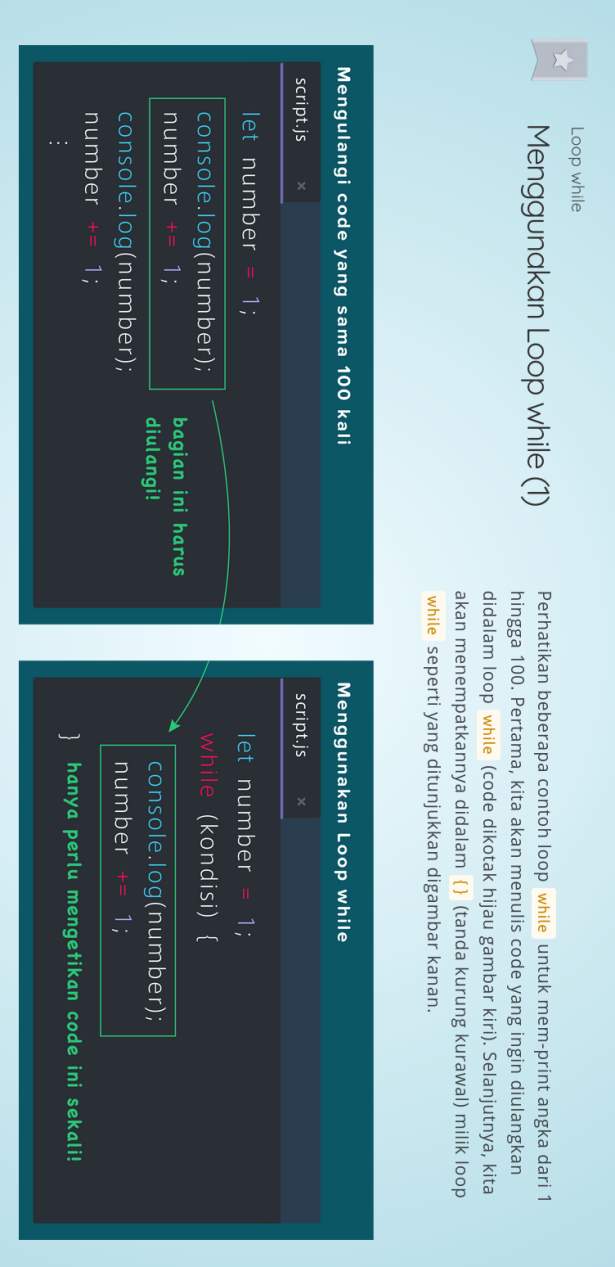 Loop while
Menggunakan Loop while (1)
Perhatikan beberapa contoh loop while untuk mem-print angka dari 1
hingga 100. Pertama, kita akan menulis code yang ingin diulangkan
didalam loop while (code dikotak hijau gambar kiri). Selanjutnya, kita
akan menempatkannya didalam {} (tanda kurung kurawal) milik loop
while seperti yang ditunjukkan digambar kanan.
Mengulangi code yang sama 100 kali
script.js ×
let number = 1;
console.log(number);
number += 1;
console.log(number);
number += 1;
:
bagian ini harus
diulangi!
Menggunakan Loop while
script.js ×
let number = 1;
while (kondisi) {
console.log(number);
number += 1;
}
hanya perlu mengetikan code ini sekali!